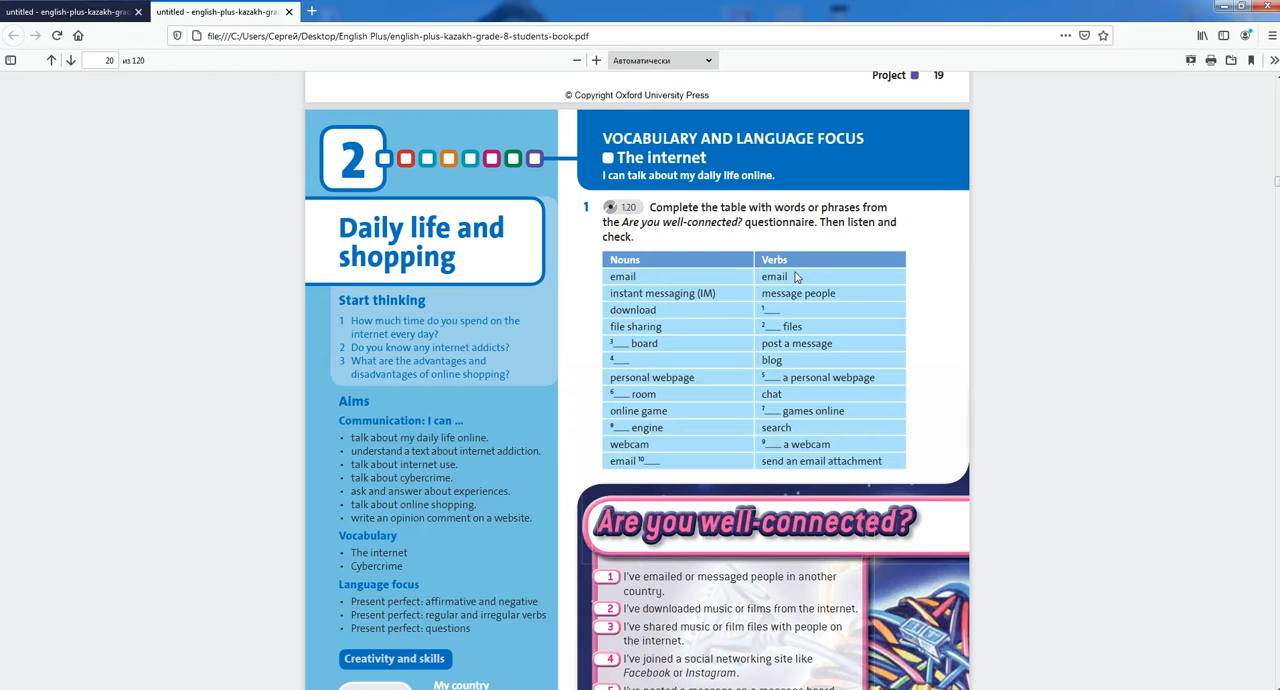 untitled - english-plus-kazakh-gra
untitled - english-plus-kazakh-gra
file:///C:/Users/Сергей/Desktop/English Plus/english-plus-kazakh-grade-8-students-book.pdf
20 из 120
Автоматически
Project 19
© Copyright Oxford University Press
2
Daily life and
shopping
Start thinking
1 How much time do you spend on the
internet every day?
2 Do you know any internet addicts?
3 What are the advantages and
disadvantages of online shopping?
Aims
Communication: I can ...
• talk about my daily life online.
• understand a text about internet addiction.
• talk about internet use.
• talk about cybercrime.
• ask and answer about experiences.
• talk about online shopping.
• write an opinion comment on a website.
Vocabulary
• The internet
• Cybercrime
Language focus
• Present perfect: affirmative and negative
• Present perfect: regular and irregular verbs
• Present perfect: questions
Creativity and skills
My country
VOCABULARY AND LANGUAGE FOCUS
The internet
I can talk about my daily life online.
1 1.20 Complete the table with words or phrases from
the Are you well-connected? questionnaire. Then listen and
check.
Nouns Verbs
email email
instant messaging (IM) message people
download 1___
file sharing 2___ files
3___ board post a message
4___ blog
personal webpage 5___ a personal webpage
6___ room chat
online game 7___ games online
8___ engine search
webcam 9___ a webcam
email 10___ send an email attachment
Are you well-connected?
1 I've emailed or messaged people in another
country.
2 I've downloaded music or films from the internet.
3 I've shared music or film files with people on
the internet.
4 I've joined a social networking site like
Facebook or Instagram.
5 I've posted a message on a message board